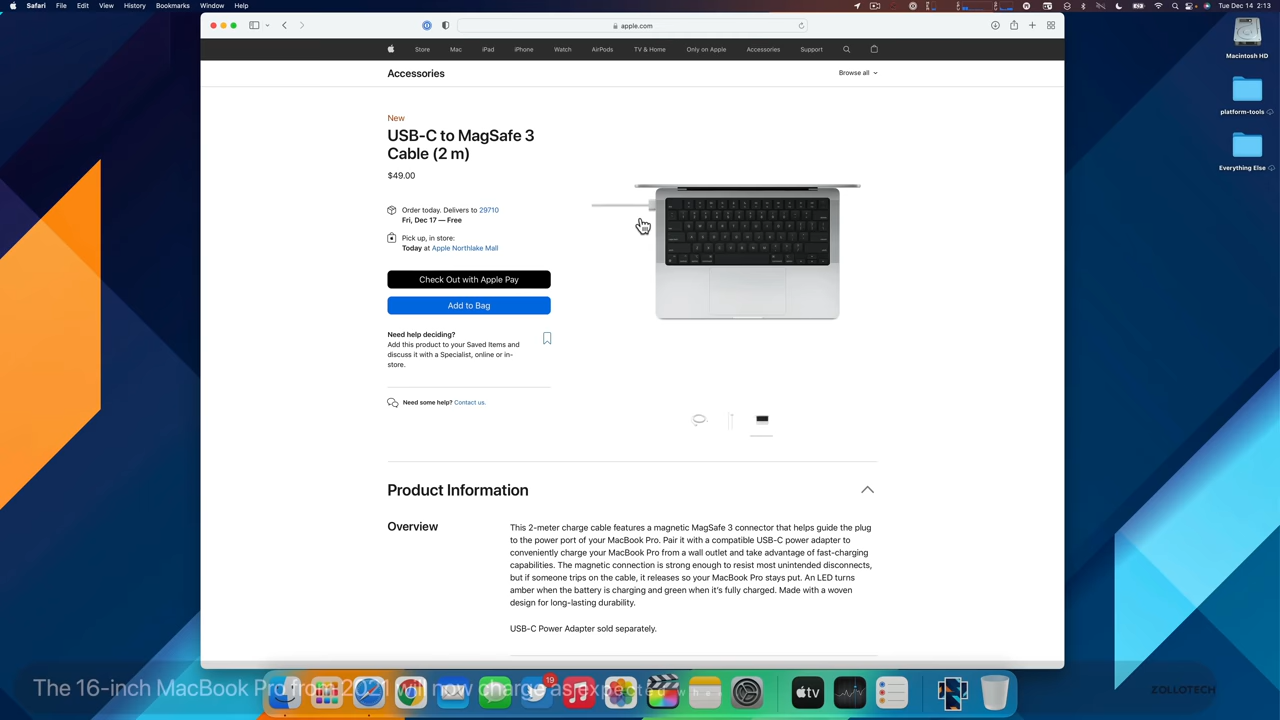 Safari File Edit View History Bookmarks Window Help
Tue Dec 14 2:13
apple.com
Store Mac iPad iPhone Watch AirPods TV & Home Only on Apple Accessories Support
Accessories
Browse all
Macintosh HD
platform-tools
Everything Else
New
USB-C to MagSafe 3
Cable (2 m)
$49.00
Order today. Delivers to 29710
Fri, Dec 17 — Free
Pick up, in store:
Today at Apple Northlake Mall
Check Out with Apple Pay
Add to Bag
Need help deciding?
Add this product to your Saved Items and
discuss it with a Specialist, online or in-
store.
Need some help? Contact us.
Product Information
Overview
This 2-meter charge cable features a magnetic MagSafe 3 connector that helps guide the plug
to the power port of your MacBook Pro. Pair it with a compatible USB-C power adapter to
conveniently charge your MacBook Pro from a wall outlet and take advantage of fast-charging
capabilities. The magnetic connection is strong enough to resist most unintended disconnects,
but if someone trips on the cable, it releases so your MacBook Pro stays put. An LED turns
amber when the battery is charging and green when it's fully charged. Made with a woven
design for long-lasting durability.
USB-C Power Adapter sold separately.
The 16-inch MacBook Pro from 2021 will now charge as expected
19
tv
ZOLLOTECH